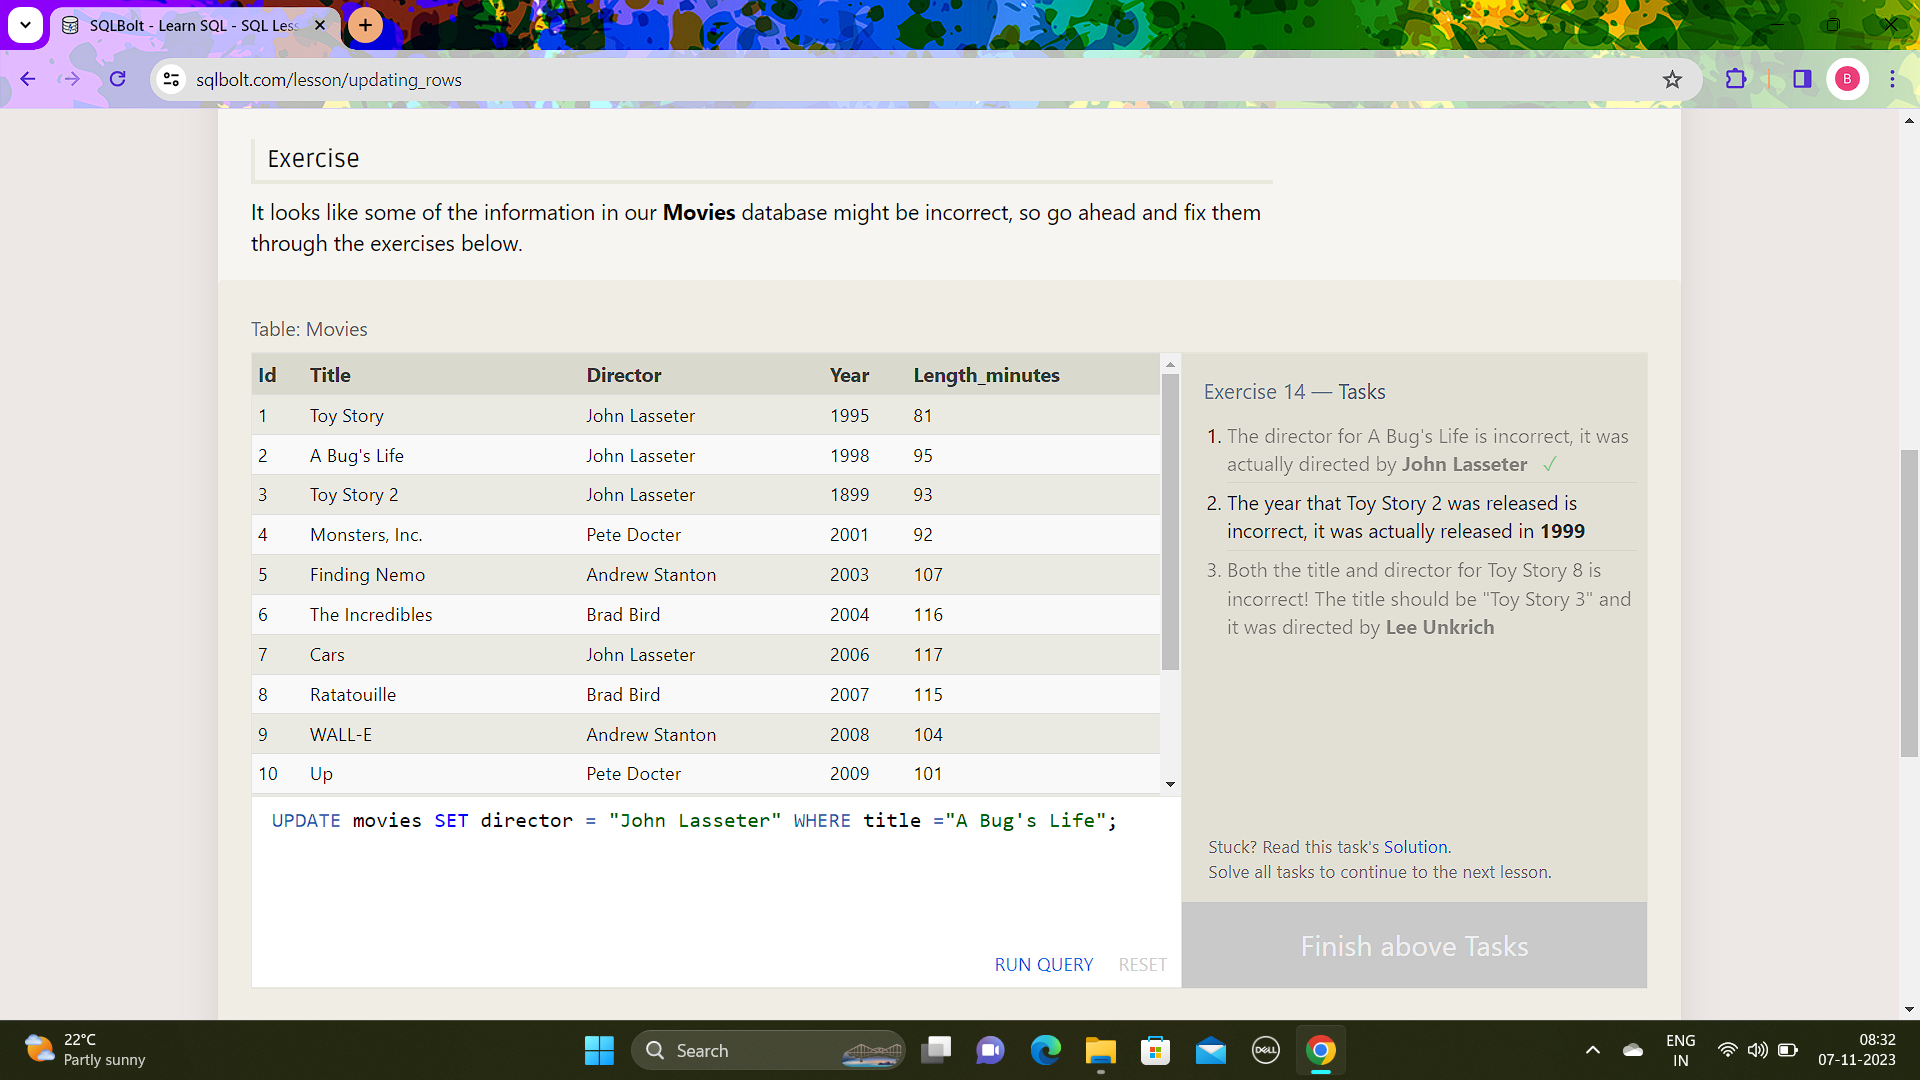 SQLBolt - Learn SQL - SQL Less
sqlbolt.com/lesson/updating_rows
B
Exercise
It looks like some of the information in our Movies database might be incorrect, so go ahead and fix them
through the exercises below.
Table: Movies
Id Title Director Year Length_minutes
1 Toy Story John Lasseter 1995 81
2 A Bug's Life John Lasseter 1998 95
3 Toy Story 2 John Lasseter 1899 93
4 Monsters, Inc. Pete Docter 2001 92
5 Finding Nemo Andrew Stanton 2003 107
6 The Incredibles Brad Bird 2004 116
7 Cars John Lasseter 2006 117
8 Ratatouille Brad Bird 2007 115
9 WALL-E Andrew Stanton 2008 104
10 Up Pete Docter 2009 101
UPDATE movies SET director = "John Lasseter" WHERE title ="A Bug's Life";
RUN QUERY RESET
Exercise 14 — Tasks
1. The director for A Bug's Life is incorrect, it was
actually directed by John Lasseter ✓
2. The year that Toy Story 2 was released is
incorrect, it was actually released in 1999
3. Both the title and director for Toy Story 8 is
incorrect! The title should be "Toy Story 3" and
it was directed by Lee Unkrich
Stuck? Read this task's Solution.
Solve all tasks to continue to the next lesson.
Finish above Tasks
22°C
Partly sunny
Search
DELL
ENG
IN
08:32
07-11-2023